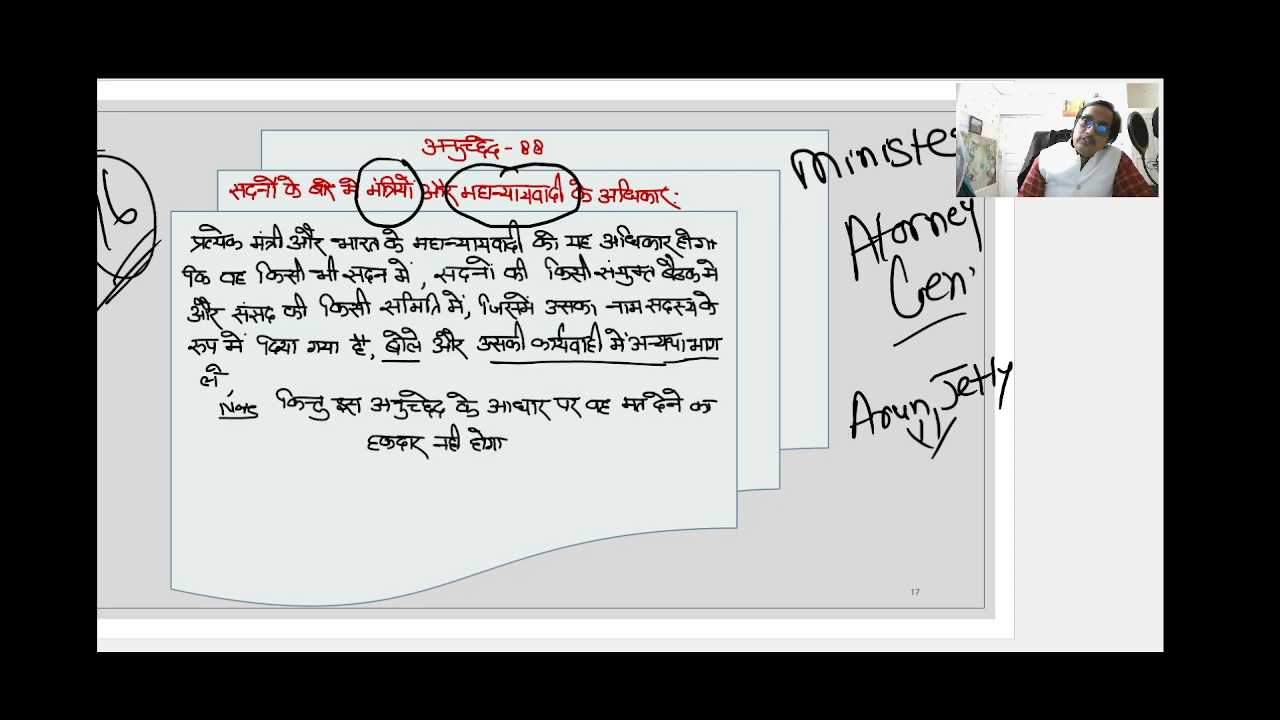 अनुच्छेद - 88
सदनों के बारे में मंत्रियों और महान्यायवादी के अधिकार :
प्रत्येक मंत्री और भारत के महान्यायवादी को यह अधिकार होगा
कि वह किसी भी सदन में, सदनों की किसी संयुक्त बैठक में
और संसद की किसी समिति में, जिसमें उसका नाम सदस्य के
रूप में दिया गया है, बोले और उसकी कार्यवाही में अन्यथा भाग
ले,
Note किन्तु इस अनुच्छेद के आधार पर वह मत देने का
हकदार नही होगा
16
Ministe
Attorney
Gen'
Arun Jetly
17